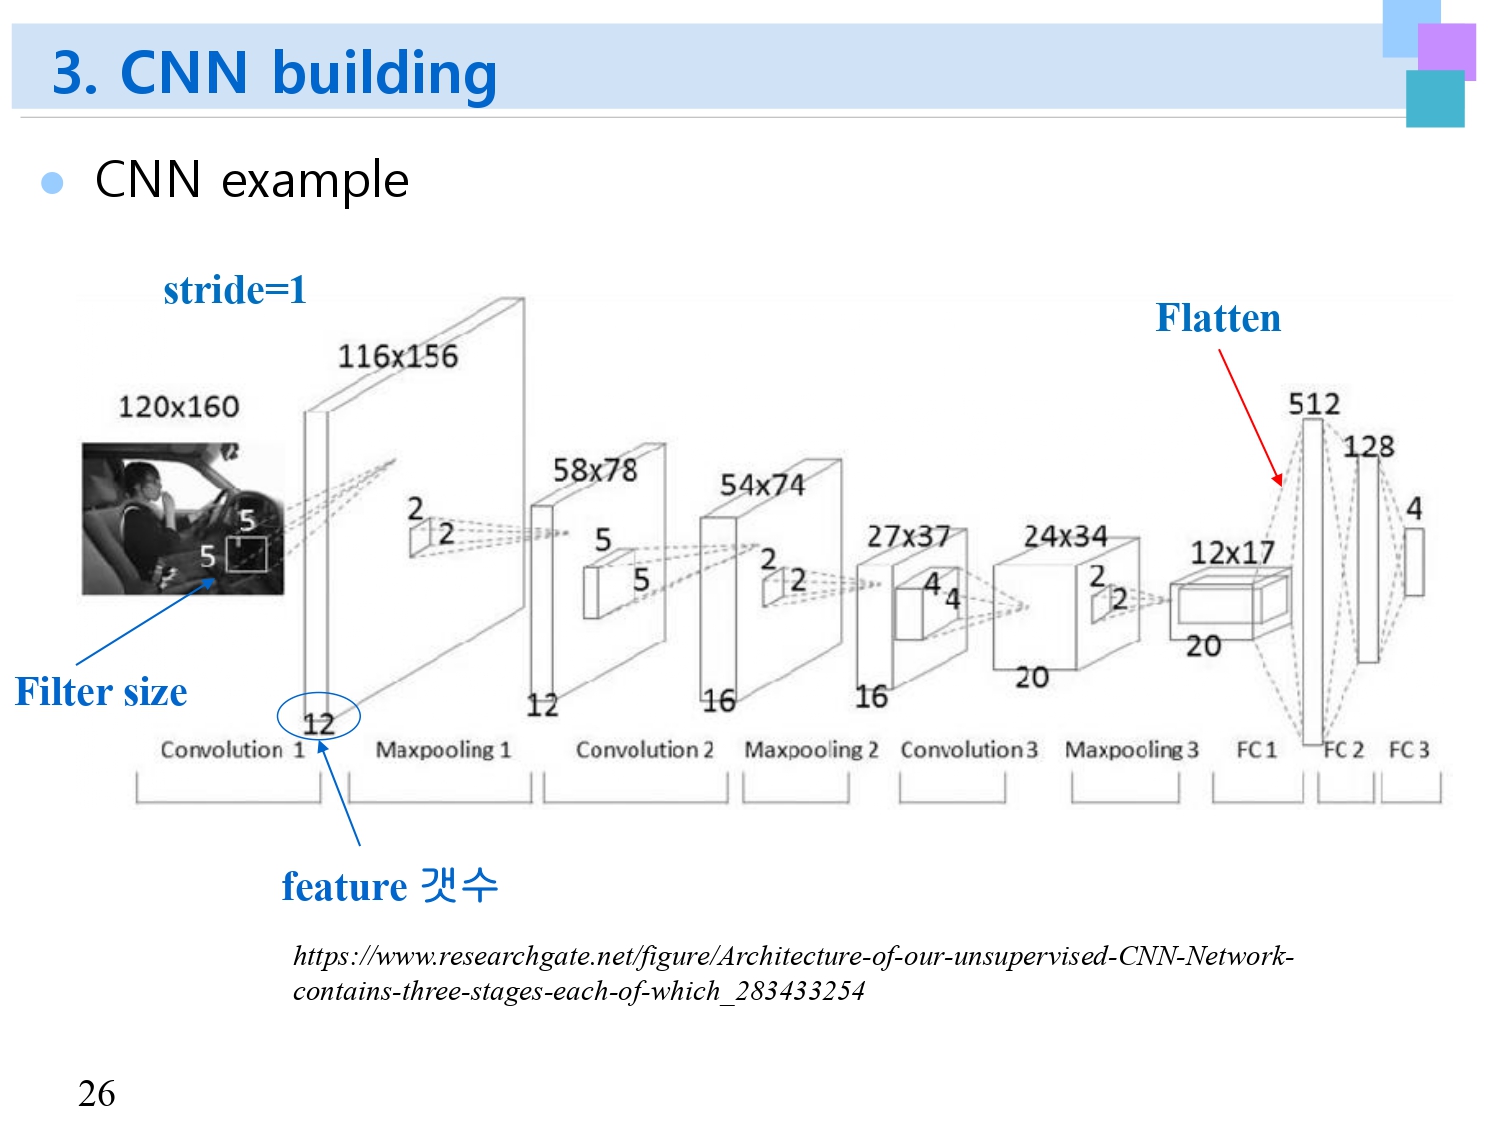 3. CNN building
CNN example
stride=1
Flatten
120x160
116x156
58x78
54x74
27x37
24x34
12x17
512
128
4
5
5
2
2
5
5
2
2
4
4
2
2
Filter size
12
12
16
16
20
20
Convolution 1
Maxpooling 1
Convolution 2
Maxpooling 2
Convolution 3
Maxpooling 3
FC 1
FC 2
FC 3
feature 갯수
https://www.researchgate.net/figure/Architecture-of-our-unsupervised-CNN-Network-
contains-three-stages-each-of-which_283433254
26